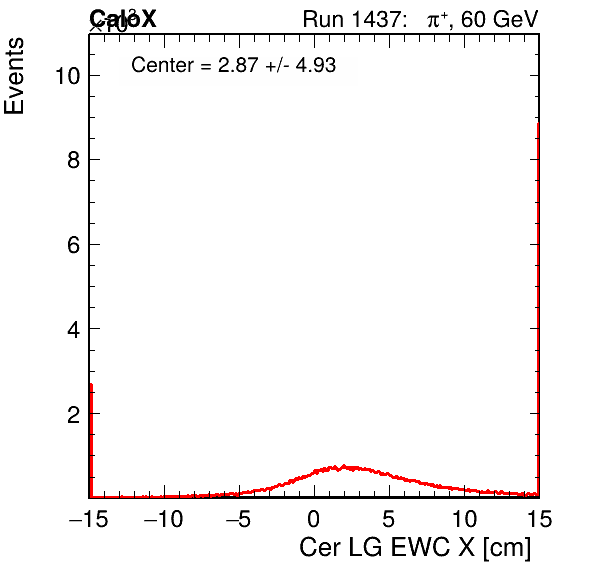 CaloX Run 1437: π⁺, 60 GeV
×10³
Center = 2.87 +/- 4.93
Events
10
8
6
4
2
−15 −10 −5 0 5 10 15
Cer LG EWC X [cm]